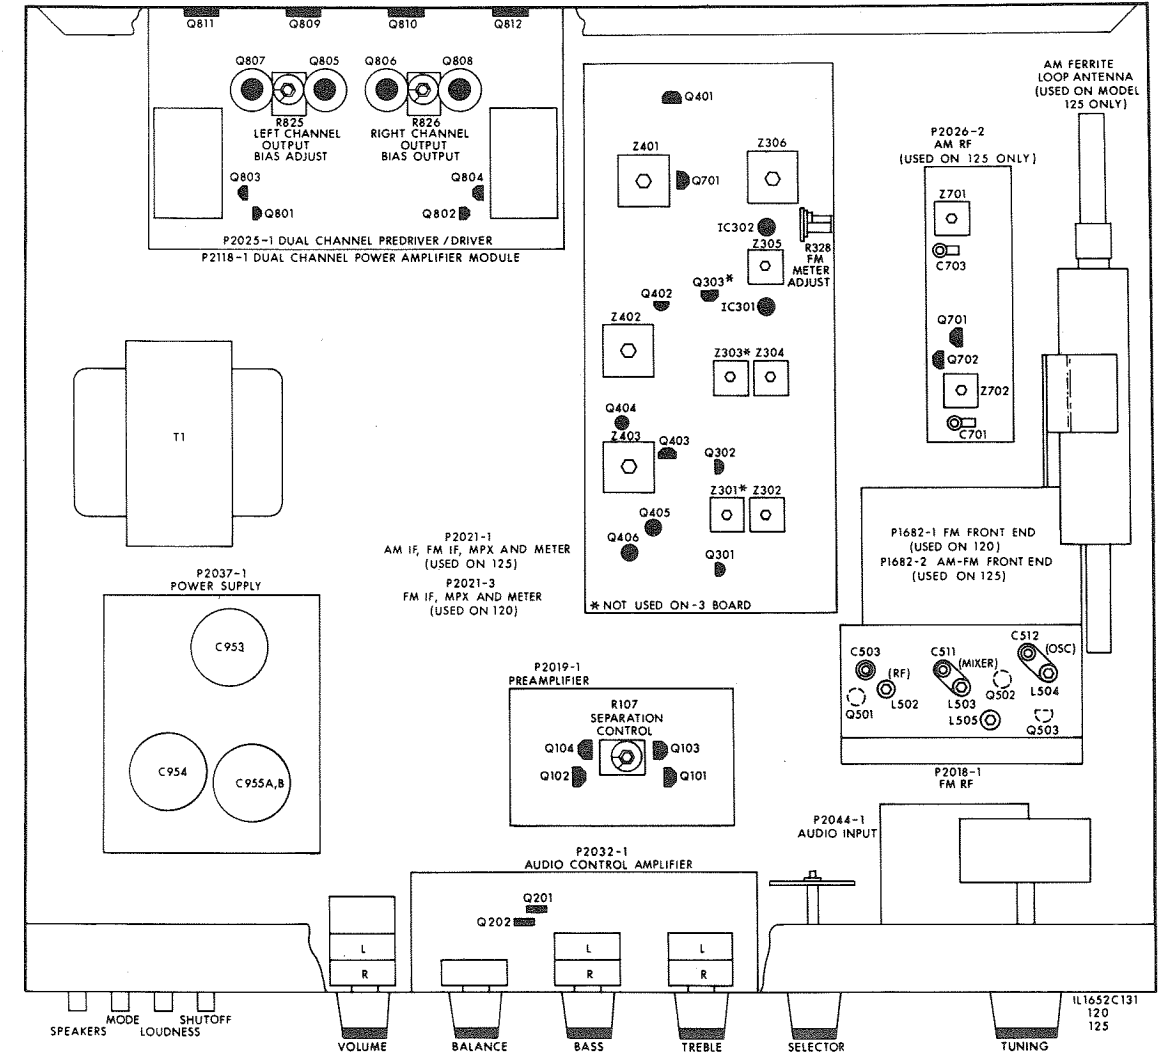 Q811
Q809
Q810
Q812
Q807
Q805
Q806
Q808
R825
LEFT CHANNEL
OUTPUT
BIAS ADJUST
R826
RIGHT CHANNEL
OUTPUT
BIAS OUTPUT
Q803
Q801
Q804
Q802
P2025-1 DUAL CHANNEL PREDRIVER/DRIVER
P2118-1 DUAL CHANNEL POWER AMPLIFIER MODULE
Q401
Z401
Q701
Z306
IC302
R328
FM
METER
ADJUST
Z305
Q303*
Q402
IC301
Z402
Z303*
Z304
Q404
Z403
Q403
Q302
Z301*
Z302
Q405
Q406
Q301
* NOT USED ON -3 BOARD
AM FERRITE
LOOP ANTENNA
(USED ON MODEL
125 ONLY)
P2026-2
AM RF
(USED ON 125 ONLY)
Z701
C703
Q701
Q702
Z702
C701
T1
P2021-1
AM IF, FM IF, MPX AND METER
(USED ON 125)
P2021-3
FM IF, MPX AND METER
(USED ON 120)
P1682-1 FM FRONT END
(USED ON 120)
P1682-2 AM-FM FRONT END
(USED ON 125)
P2037-1
POWER SUPPLY
C953
C954
C955A,B
P2019-1
PREAMPLIFIER
R107
SEPARATION
CONTROL
Q104
Q103
Q102
Q101
C503
C511
C512
(OSC)
(RF)
(MIXER)
Q501
L502
L503
Q502
L504
L505
Q503
P2018-1
FM RF
P2044-1
AUDIO INPUT
P2032-1
AUDIO CONTROL AMPLIFIER
Q201
Q202
L
R
L
R
L
R
SPEAKERS
MODE
LOUDNESS
SHUTOFF
VOLUME
BALANCE
BASS
TREBLE
SELECTOR
TUNING
IL1652C131
120
125